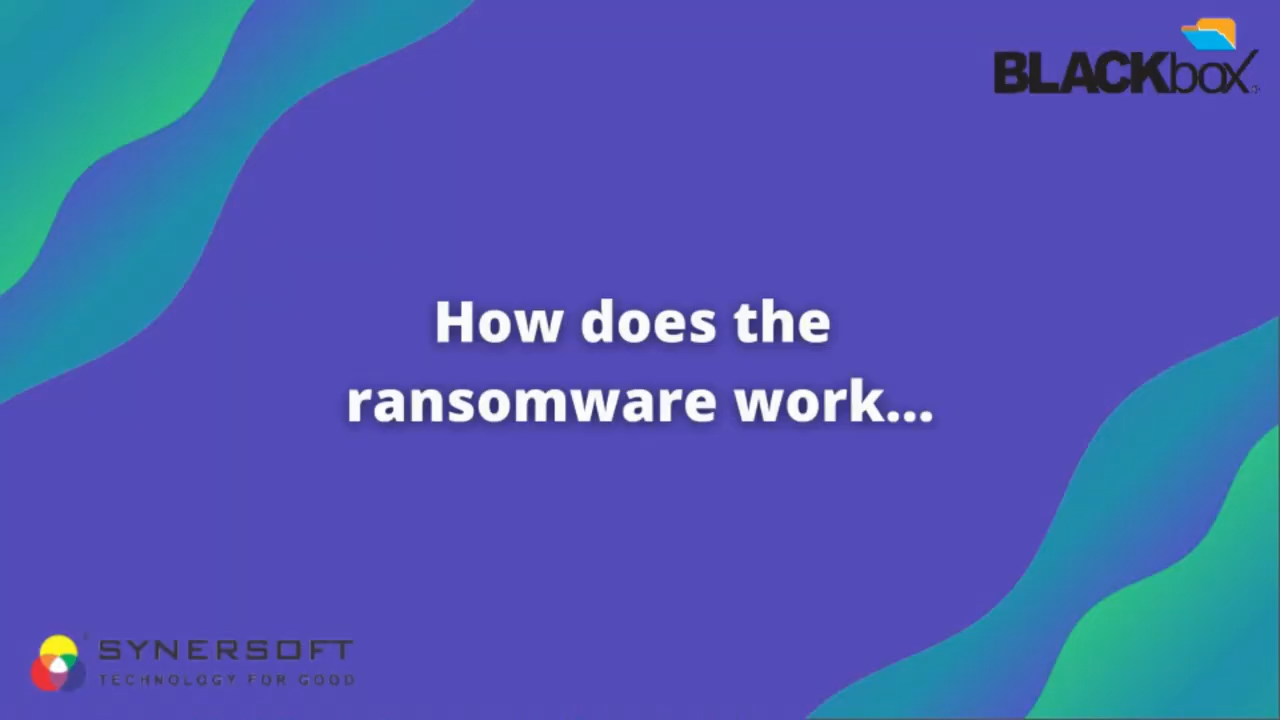 BLACKbox
How does the
ransomware work...
SYNERSOFT
TECHNOLOGY FOR GOOD